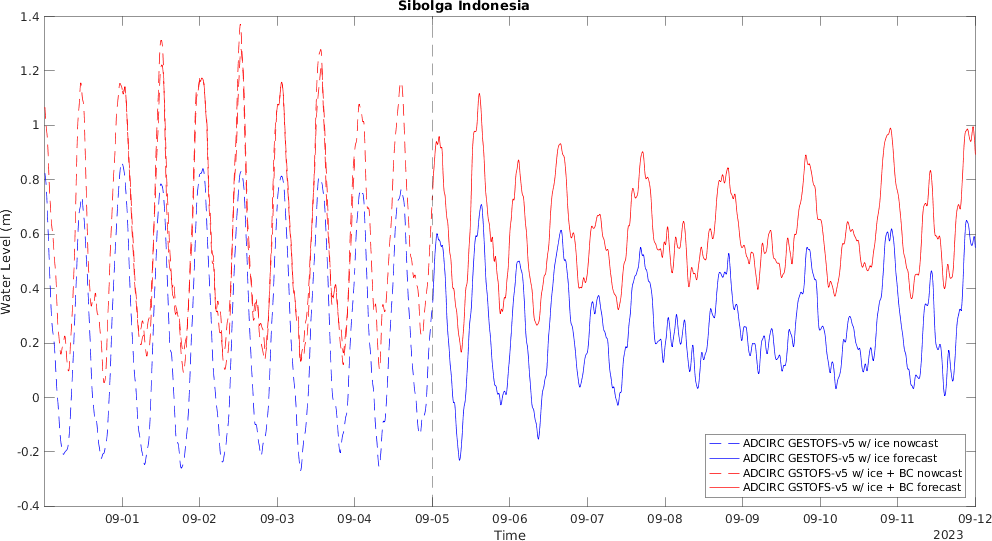 Sibolga Indonesia
1.4
1.2
1
0.8
0.6
0.4
0.2
0
-0.2
-0.4
Water Level (m)
ADCIRC GESTOFS-v5 w/ ice nowcast
ADCIRC GESTOFS-v5 w/ ice forecast
ADCIRC GSTOFS-v5 w/ ice + BC nowcast
ADCIRC GSTOFS-v5 w/ ice + BC forecast
09-01 09-02 09-03 09-04 09-05 09-06 09-07 09-08 09-09 09-10 09-11 09-12
Time
2023